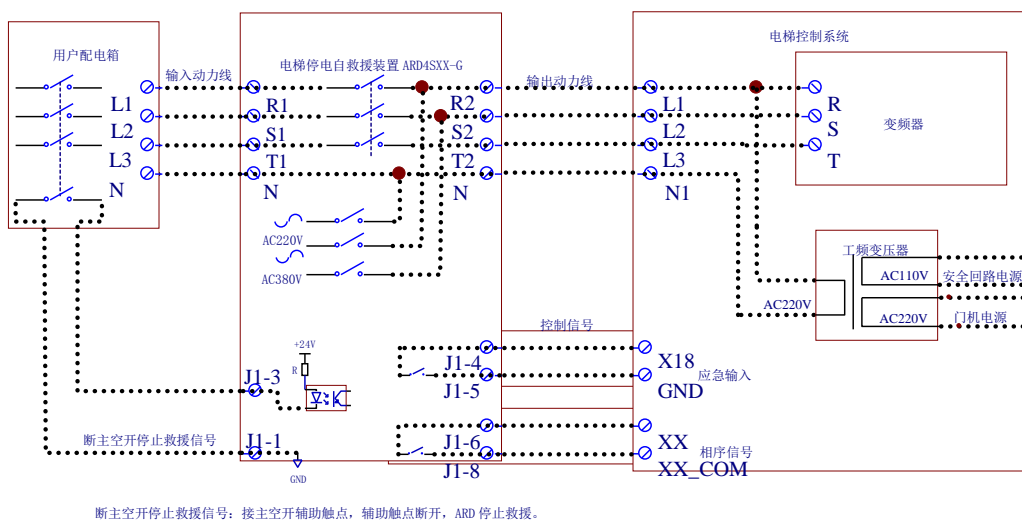 用户配电箱
L1
L2
L3
N
输入动力线
电梯停电自救援装置 ARD4SXX-G
R1
S1
T1
N
R2
S2
T2
N
AC220V
AC380V
+24V
R
J1-3
J1-1
GND
J1-4
J1-5
J1-6
J1-8
断主空开停止救援信号
输出动力线
控制信号
电梯控制系统
L1
L2
L3
N1
R
S
T
变频器
工频变压器
AC220V
AC110V
AC220V
安全回路电源
门机电源
X18
GND
应急输入
XX
XX_COM
相序信号
断主空开停止救援信号：接主空开辅助触点，辅助触点断开，ARD 停止救援。